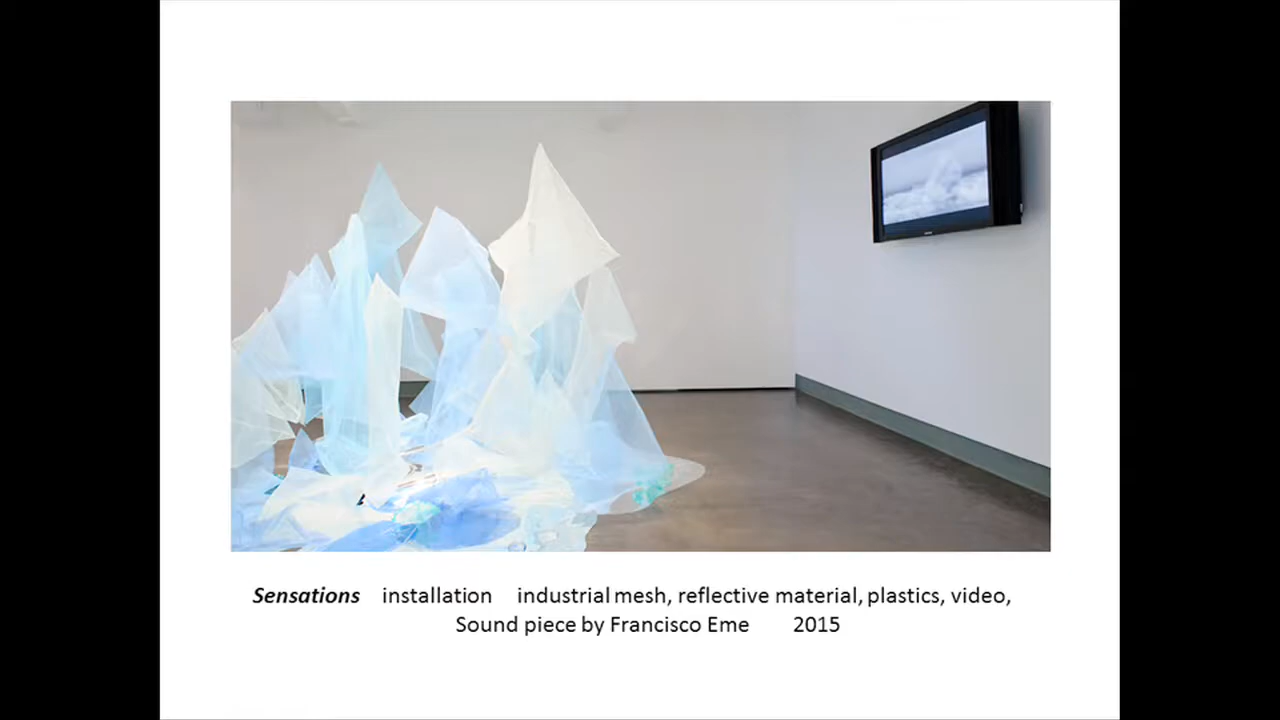 Sensations installation industrial mesh, reflective material, plastics, video,
Sound piece by Francisco Eme 2015